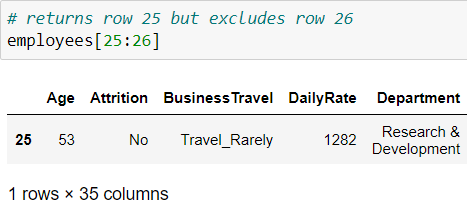 # returns row 25 but excludes row 26
employees[25:26]
Age Attrition BusinessTravel DailyRate Department
25 53 No Travel_Rarely 1282 Research &
Development
1 rows × 35 columns